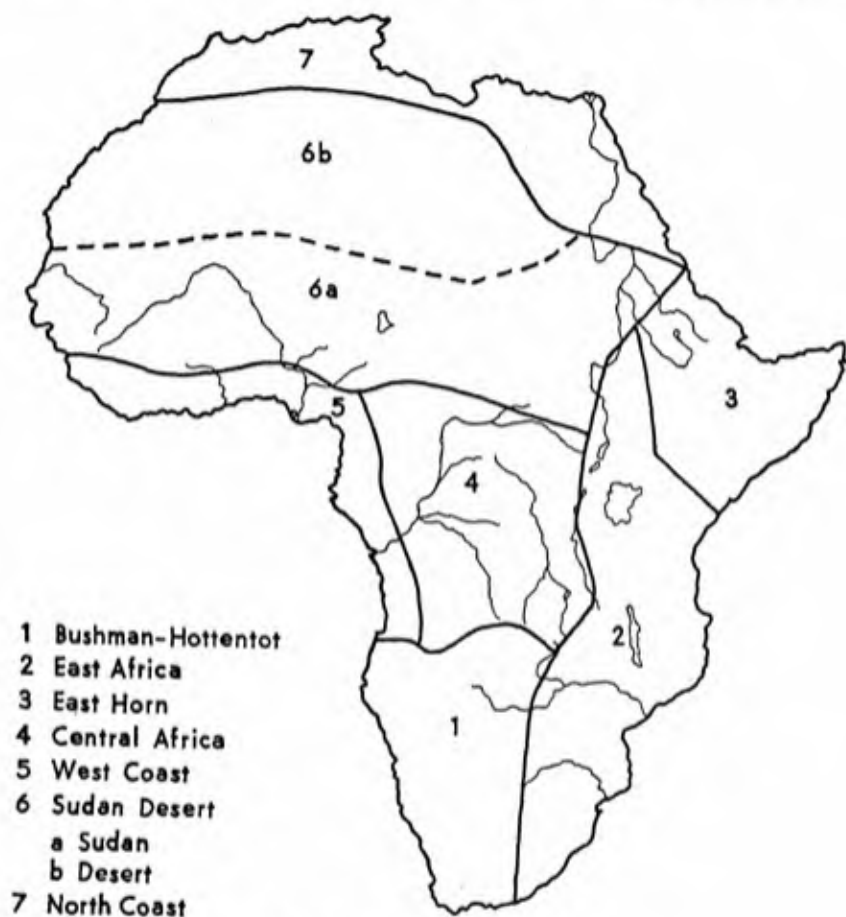 7
6b
6a
5
3
4
2
1
1 Bushman-Hottentot
2 East Africa
3 East Horn
4 Central Africa
5 West Coast
6 Sudan Desert
a Sudan
b Desert
7 North Coast